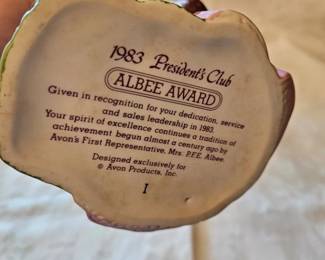 1983 President's Club
ALBEE AWARD
Given in recognition for your dedication, service
and sales leadership in 1983.
Your spirit of excellence continues a tradition of
achievement begun almost a century ago by
Avon's First Representative, Mrs. P.F.E. Albee.
Designed exclusively for
© Avon Products, Inc.
I